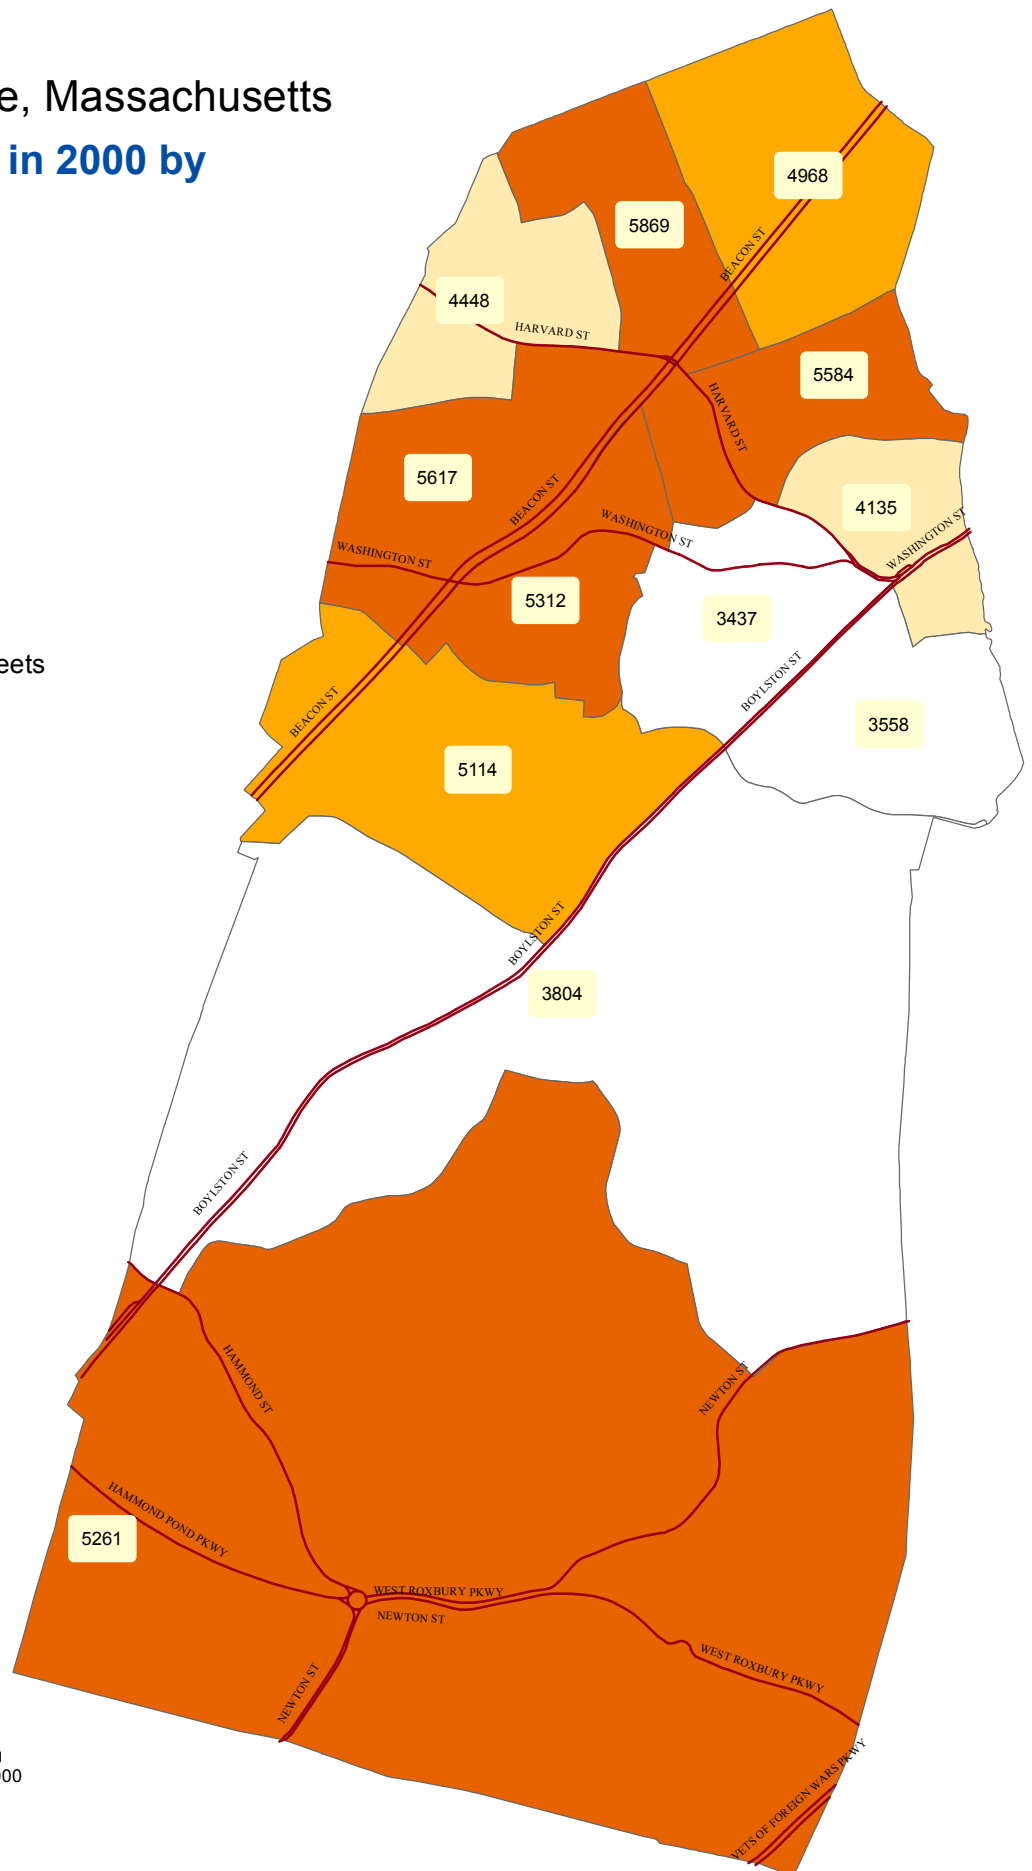 e, Massachusetts
in 2000 by
4968
5869
BEACON ST
4448
HARVARD ST
5584
HARVARD ST
5617
BEACON ST
4135
WASHINGTON ST
WASHINGTON ST
WASHINGTON ST
5312
3437
eets
BOYLSTON ST
BEACON ST
3558
5114
BOYLSTON ST
3804
BOYLSTON ST
HAMMOND ST
NEWTON ST
HAMMOND POND PKWY
5261
WEST ROXBURY PKWY
NEWTON ST
WEST ROXBURY PKWY
NEWTON ST
VETS OF FOREIGN WARS PKWY
000